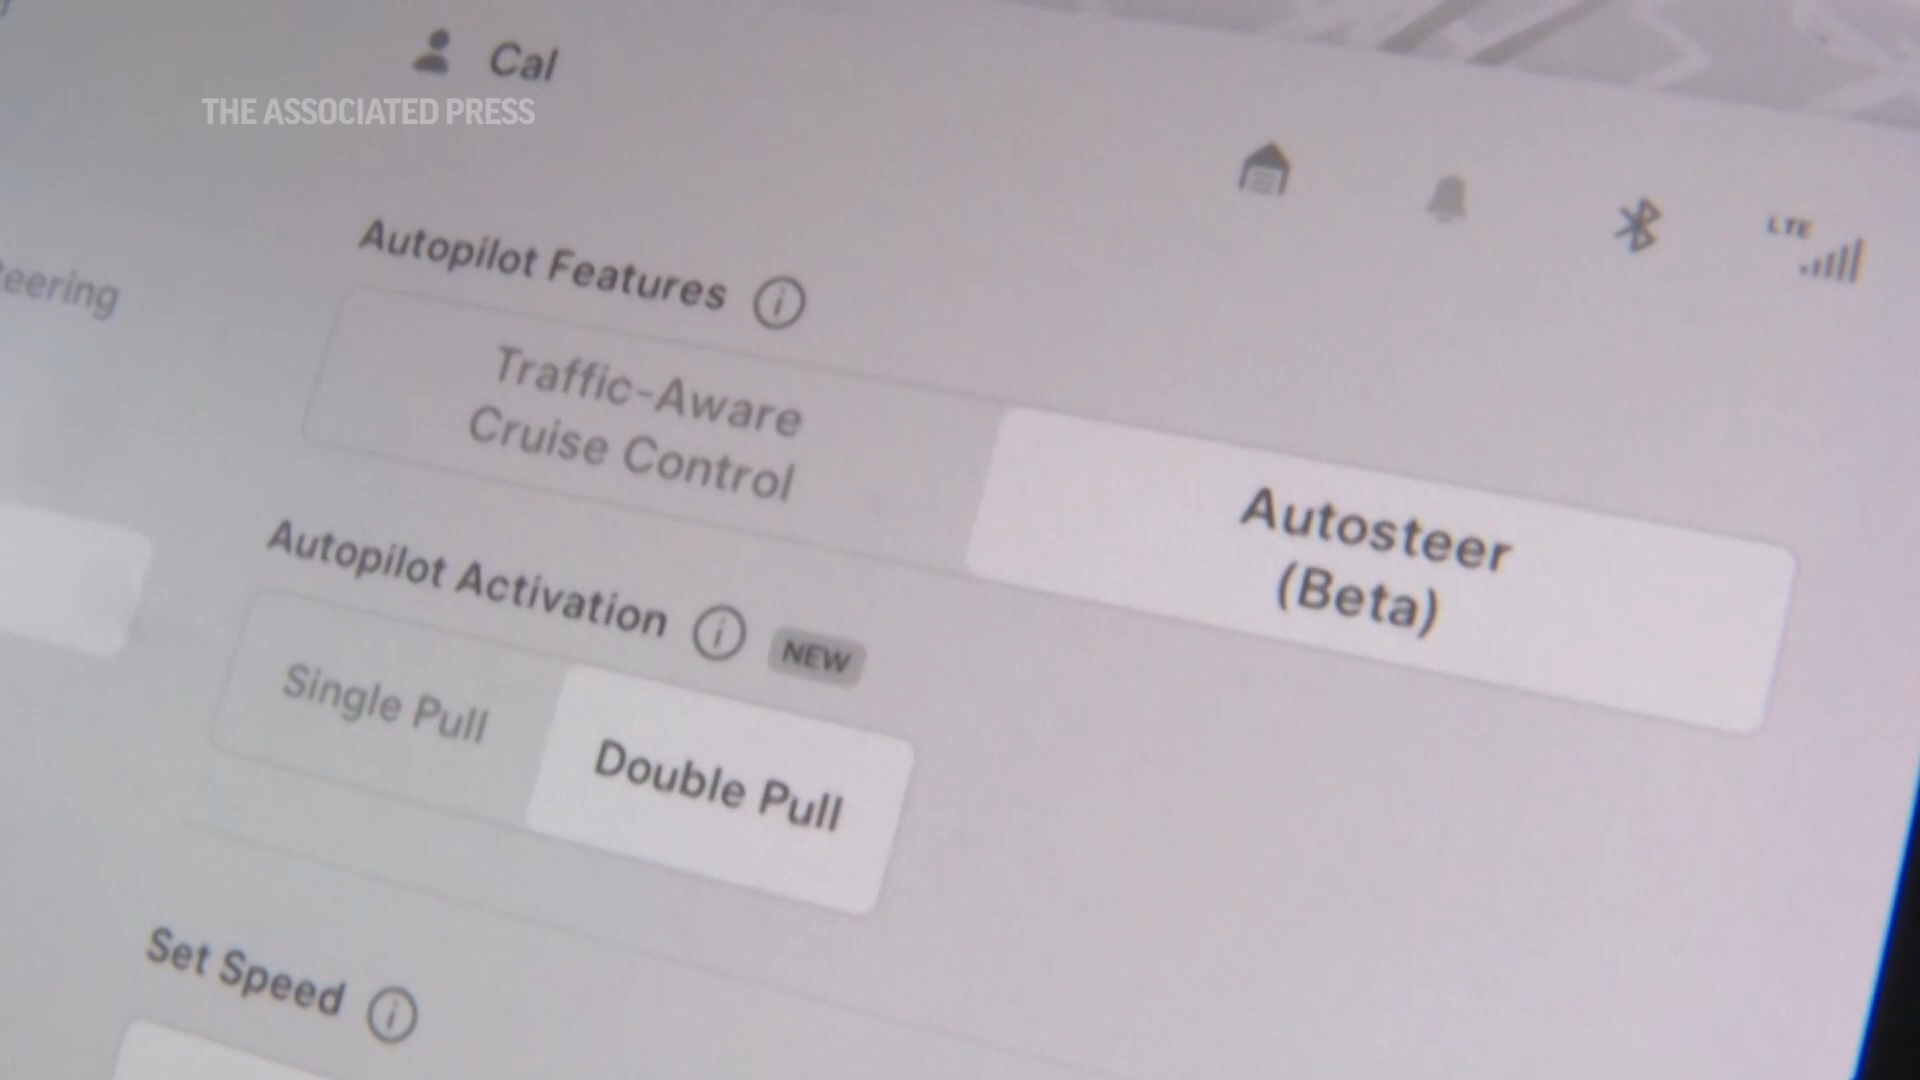 Cal
THE ASSOCIATED PRESS
LTE
Autopilot Features
teering
Traffic-Aware
Cruise Control
Autosteer
(Beta)
Autopilot Activation
NEW
Single Pull
Double Pull
Set Speed